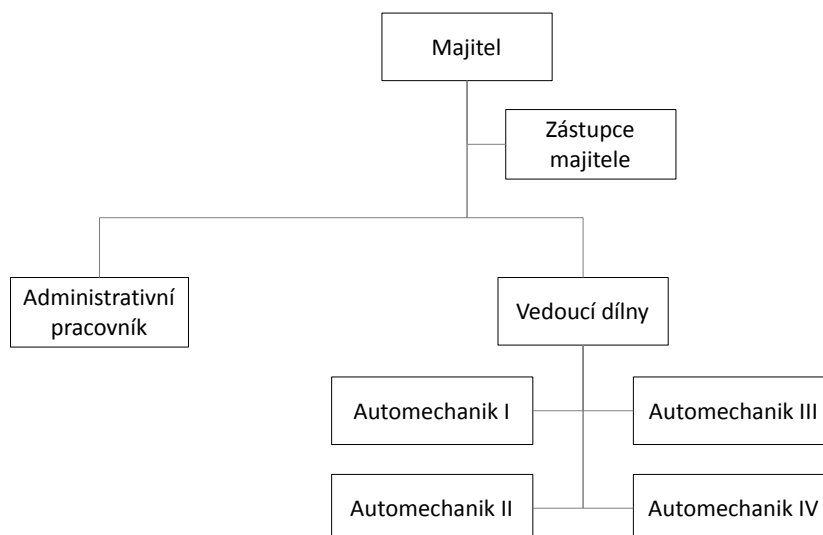 Majitel
Zástupce
majitele
Administrativní
pracovník
Vedoucí dílny
Automechanik I
Automechanik III
Automechanik II
Automechanik IV